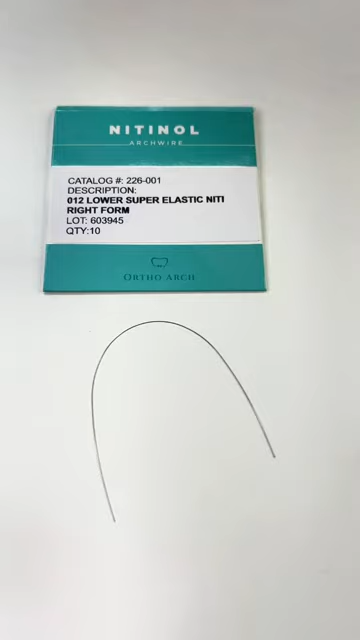 NITINOL
ARCHWIRE
CATALOG #: 226-001
DESCRIPTION:
012 LOWER SUPER ELASTIC NITI
RIGHT FORM
LOT: 603945
QTY:10
ORTHO ARCH